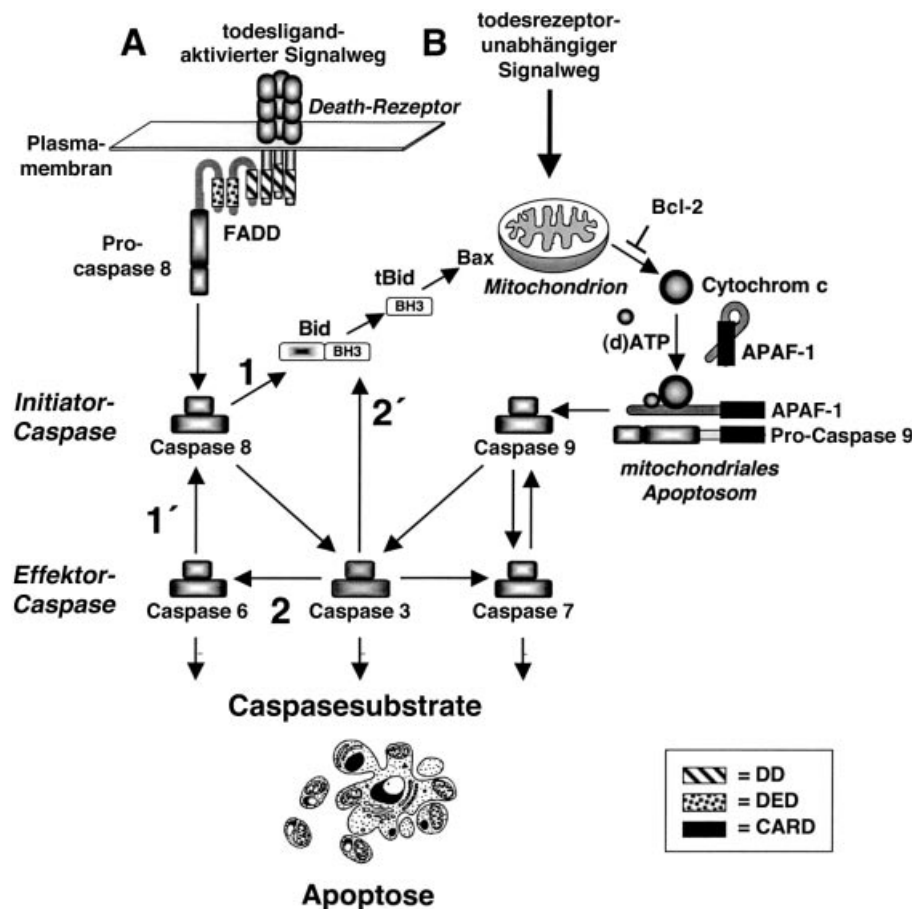 A
todesligand-
aktivierter Signalweg
B
todesrezeptor-
unabhängiger
Signalweg
Death-Rezeptor
Plasma-
membran
FADD
Pro-
caspase 8
Bcl-2
Bax
Mitochondrion
Cytochrom c
tBid
BH3
(d)ATP
APAF-1
Bid
BH3
1
2´
Initiator-
Caspase
Caspase 8
Caspase 9
APAF-1
Pro-Caspase 9
mitochondriales
Apoptosom
1´
Effektor-
Caspase
Caspase 6
2
Caspase 3
Caspase 7
Caspasesubstrate
Apoptose
= DD
= DED
= CARD